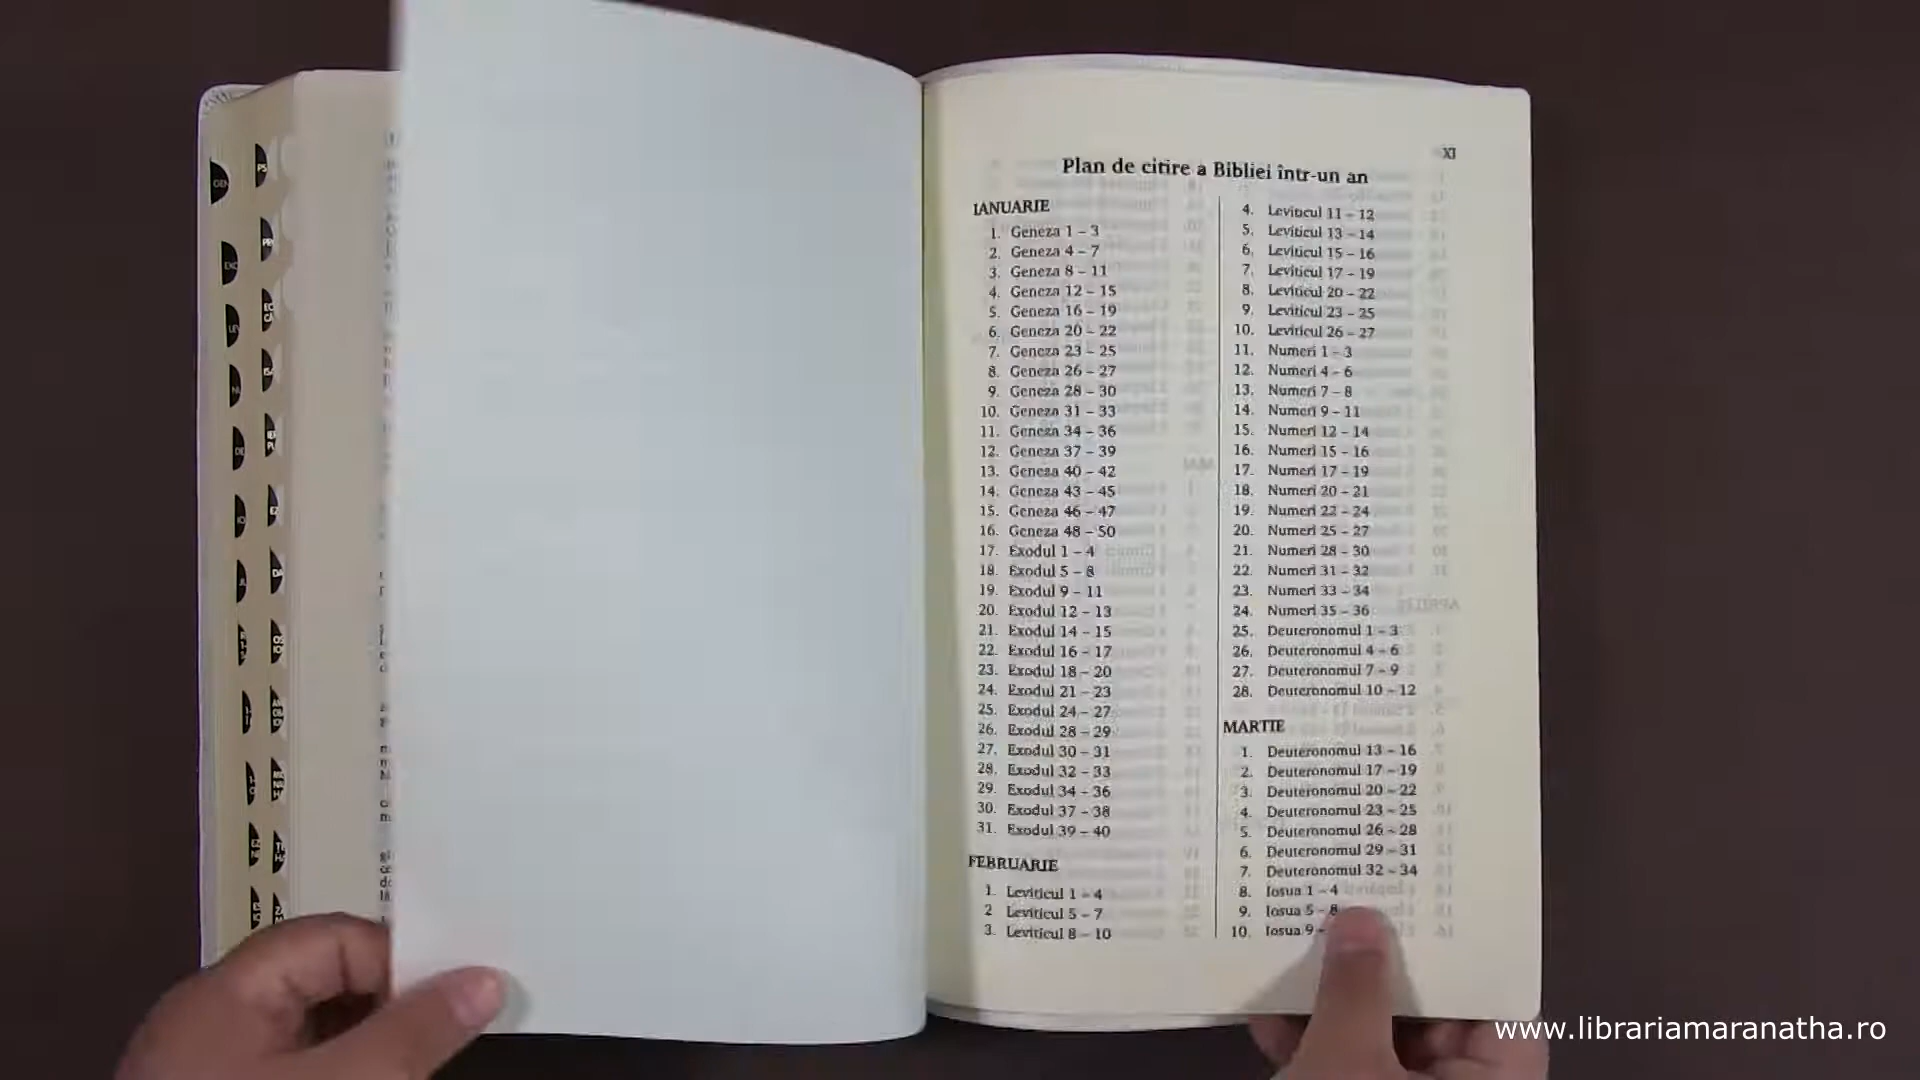 XI
Plan de citire a Bibliei într-un an
IANUARIE
1. Geneza 1 – 3
2. Geneza 4 – 7
3. Geneza 8 – 11
4. Geneza 12 – 15
5. Geneza 16 – 19
6. Geneza 20 – 22
7. Geneza 23 – 25
8. Geneza 26 – 27
9. Geneza 28 – 30
10. Geneza 31 – 33
11. Geneza 34 – 36
12. Geneza 37 – 39
13. Geneza 40 – 42
14. Geneza 43 – 45
15. Geneza 46 – 47
16. Geneza 48 – 50
17. Exodul 1 – 4
18. Exodul 5 – 8
19. Exodul 9 – 11
20. Exodul 12 – 13
21. Exodul 14 – 15
22. Exodul 16 – 17
23. Exodul 18 – 20
24. Exodul 21 – 23
25. Exodul 24 – 27
26. Exodul 28 – 29
27. Exodul 30 – 31
28. Exodul 32 – 33
29. Exodul 34 – 36
30. Exodul 37 – 38
31. Exodul 39 – 40
FEBRUARIE
1. Leviticul 1 – 4
2 Leviticul 5 – 7
3. Leviticul 8 – 10
4. Leviticul 11 – 12
5. Leviticul 13 – 14
6. Leviticul 15 – 16
7. Leviticul 17 – 19
8. Leviticul 20 – 22
9. Leviticul 23 – 25
10. Leviticul 26 – 27
11. Numeri 1 – 3
12. Numeri 4 – 6
13. Numeri 7 – 8
14. Numeri 9 – 11
15. Numeri 12 – 14
16. Numeri 15 – 16
17. Numeri 17 – 19
18. Numeri 20 – 21
19. Numeri 22 – 24
20. Numeri 25 – 27
21. Numeri 28 – 30
22. Numeri 31 – 32
23. Numeri 33 – 34
24. Numeri 35 – 36
25. Deuteronomul 1 – 3
26. Deuteronomul 4 – 6
27. Deuteronomul 7 – 9
28. Deuteronomul 10 – 12
MARTIE
1. Deuteronomul 13 – 16
2. Deuteronomul 17 – 19
3. Deuteronomul 20 – 22
4. Deuteronomul 23 – 25
5. Deuteronomul 26 – 28
6. Deuteronomul 29 – 31
7. Deuteronomul 32 – 34
8. Iosua 1 – 4
9. Iosua 5 – 8
10. Iosua 9 –
www.librariamaranatha.ro